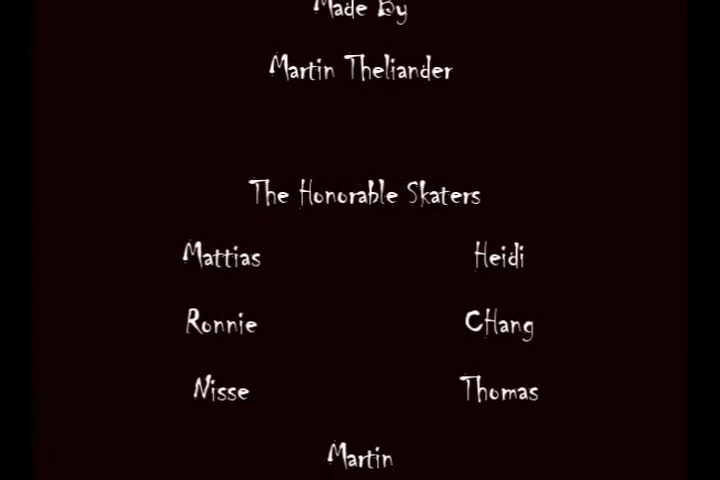 Made By
Martin Theliander
The Honorable Skaters
Mattias Heidi
Ronnie CHang
Nisse Thomas
Martin